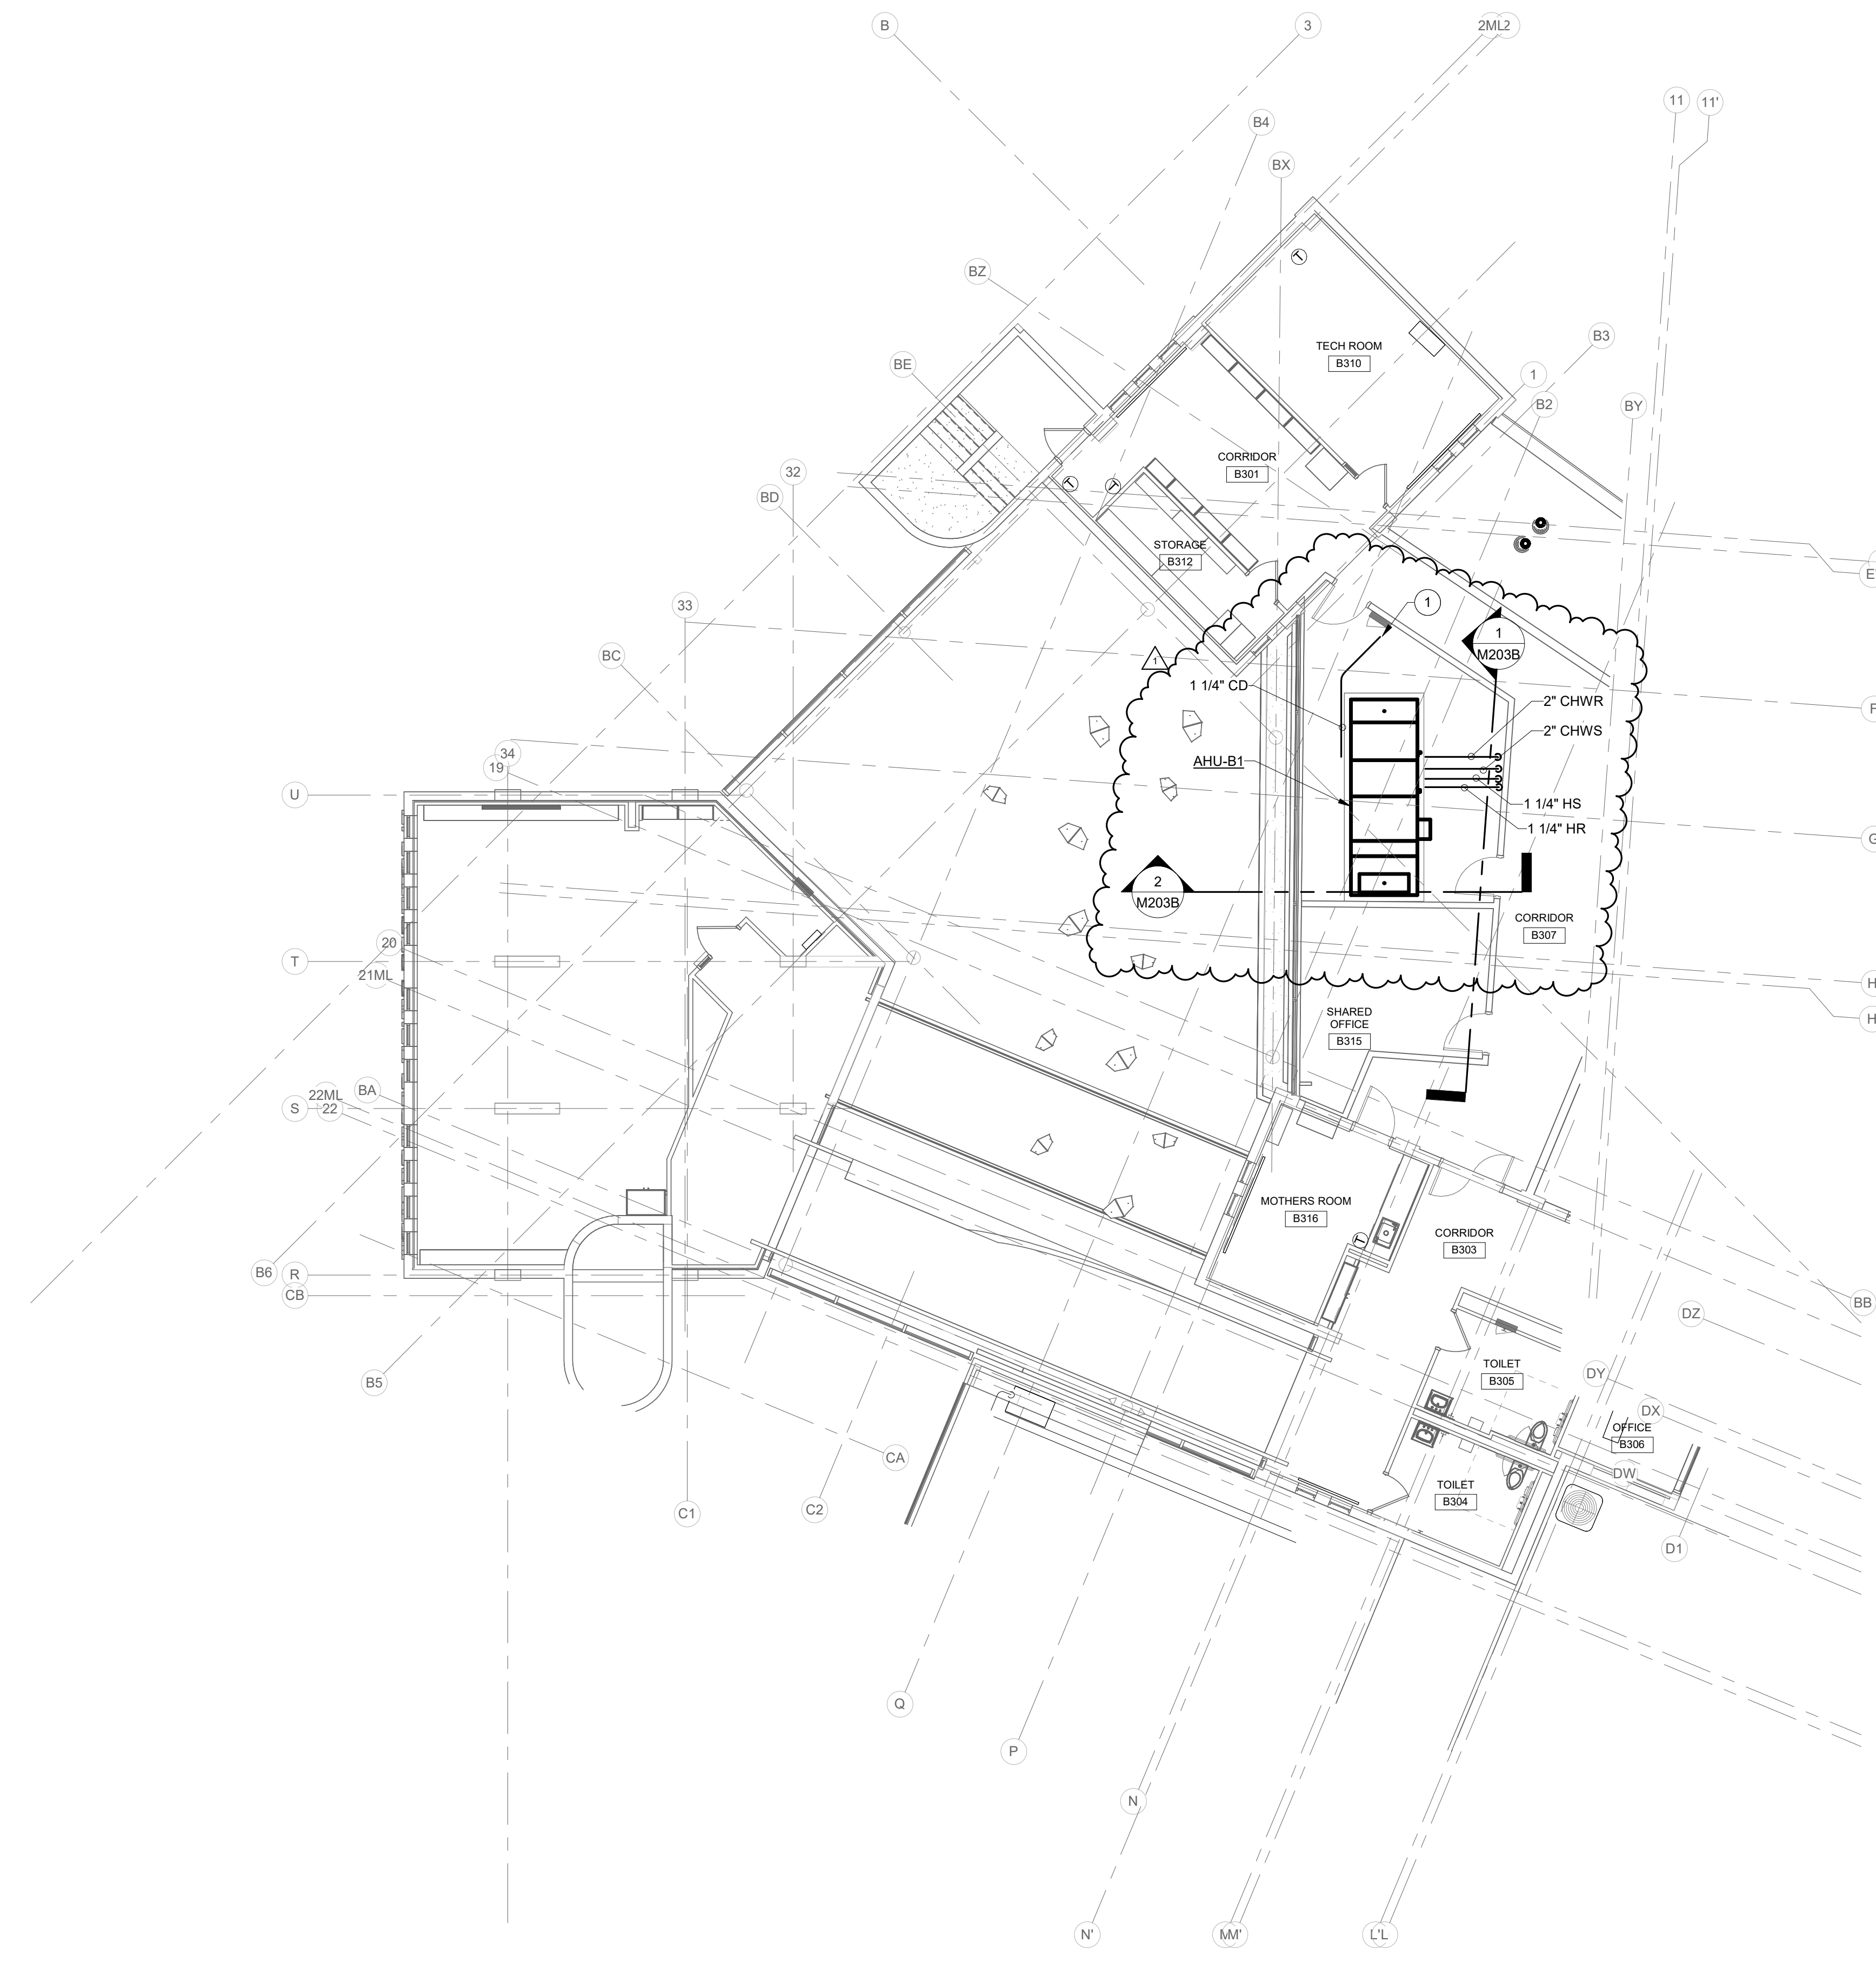 B
3
2ML
2
11
11'
B4
BX
BZ
B3
TECH ROOM
B310
BE
1
B2
BY
CORRIDOR
B301
32
BD
STORAGE
B312
E
1
33
1
M203B
BC
1
1 1/4" CD
2" CHWR
F
2" CHWS
34
19
AHU-B1
U
1 1/4" HS
1 1/4" HR
G
2
M203B
CORRIDOR
B307
20
T
21ML
H
SHARED
OFFICE
B315
H
BA
22ML
S
22
MOTHERS ROOM
B316
CORRIDOR
B303
B6
R
CB
BB
DZ
TOILET
B305
DY
B5
DX
OFFICE
B306
CA
DW
TOILET
B304
C1
C2
D1
Q
P
N
N'
M
M'
L'
L